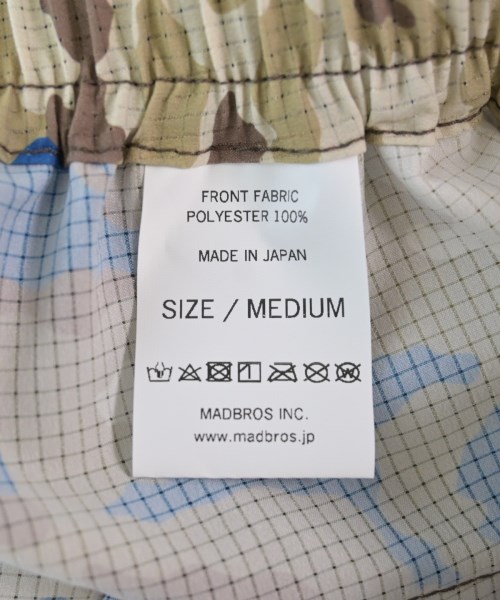 FRONT FABRIC
POLYESTER 100%
MADE IN JAPAN
SIZE / MEDIUM
MADBROS INC.
www.madbros.jp